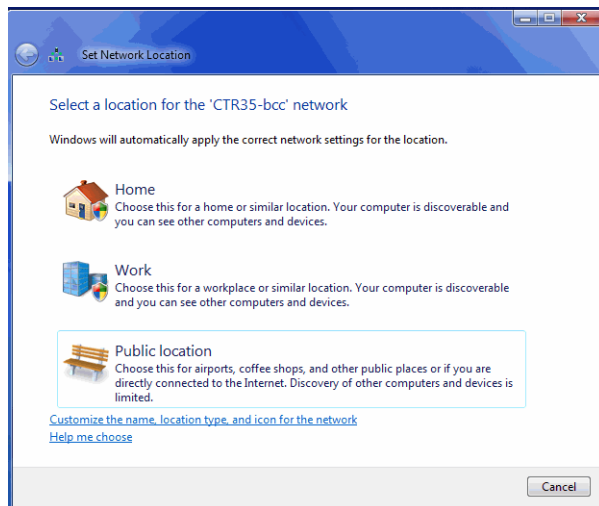 Set Network Location
Select a location for the 'CTR35-bcc' network
Windows will automatically apply the correct network settings for the location.
Home
Choose this for a home or similar location. Your computer is discoverable and
you can see other computers and devices.
Work
Choose this for a workplace or similar location. Your computer is discoverable
and you can see other computers and devices.
Public location
Choose this for airports, coffee shops, and other public places or if you are
directly connected to the Internet. Discovery of other computers and devices is
limited.
Customize the name, location type, and icon for the network
Help me choose
Cancel